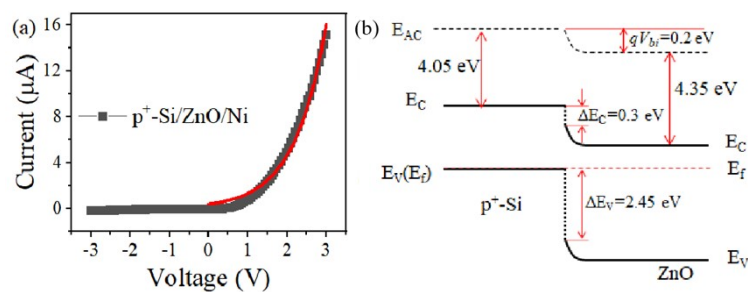 (a)
16
12
8
4
0
Current (μA)
p⁺-Si/ZnO/Ni
-3 -2 -1 0 1 2 3
Voltage (V)
(b)
E_AC
qV_bi=0.2 eV
4.05 eV
4.35 eV
E_C
ΔE_C=0.3 eV
E_C
E_V(E_f)
E_f
p⁺-Si
ΔE_V=2.45 eV
E_V
ZnO